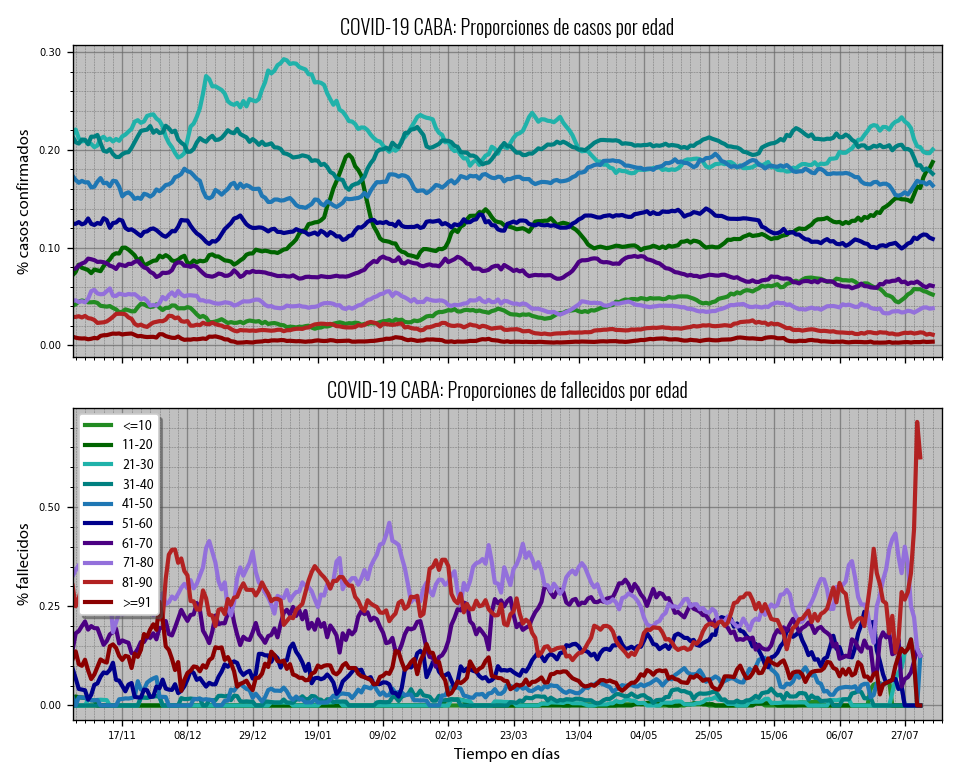 COVID-19 CABA: Proporciones de casos por edad
% casos confirmados
0.30
0.20
0.10
0.00
COVID-19 CABA: Proporciones de fallecidos por edad
% fallecidos
0.50
0.25
0.00
<=10
11-20
21-30
31-40
41-50
51-60
61-70
71-80
81-90
>=91
17/11 08/12 29/12 19/01 09/02 02/03 23/03 13/04 04/05 25/05 15/06 06/07 27/07
Tiempo en días